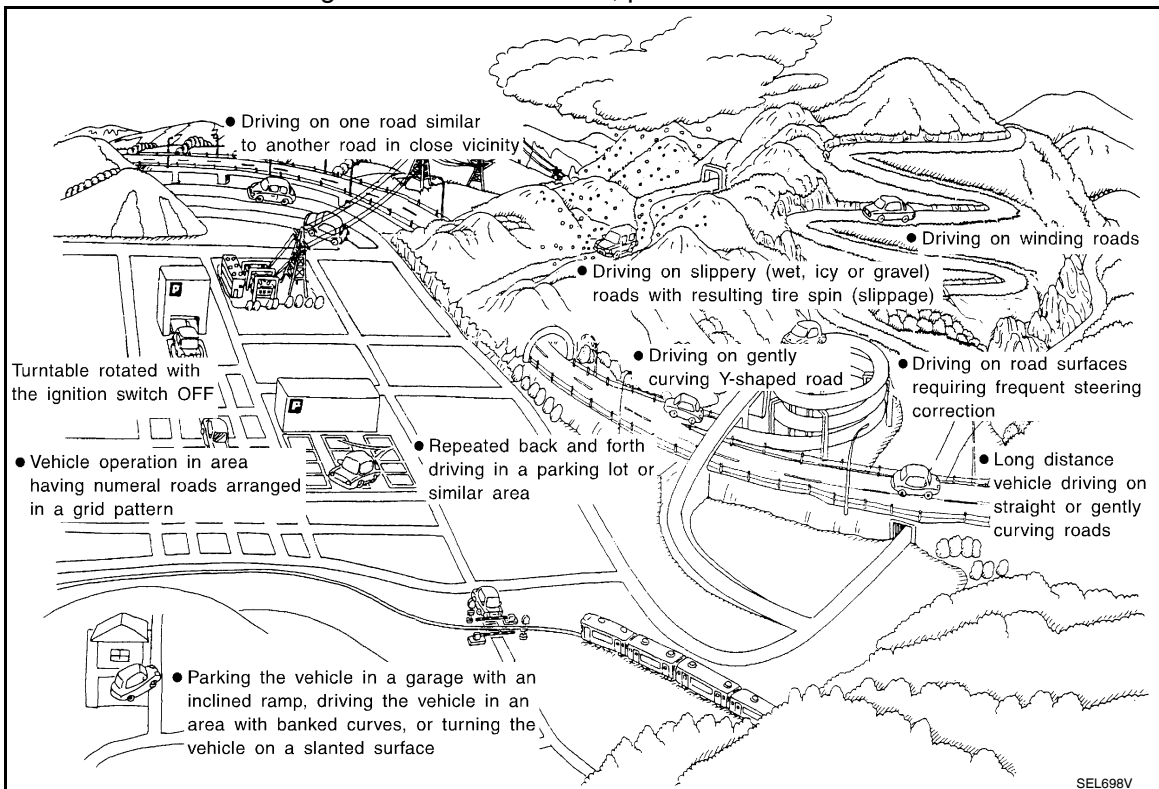 ● Driving on one road similar
to another road in close vicinity
● Driving on winding roads
● Driving on slippery (wet, icy or gravel)
roads with resulting tire spin (slippage)
P
Turntable rotated with
the ignition switch OFF
● Driving on gently
curving Y-shaped road
● Driving on road surfaces
requiring frequent steering
correction
P
● Vehicle operation in area
having numeral roads arranged
in a grid pattern
● Repeated back and forth
driving in a parking lot or
similar area
● Long distance
vehicle driving on
straight or gently
curving roads
● Parking the vehicle in a garage with an
inclined ramp, driving the vehicle in an
area with banked curves, or turning the
vehicle on a slanted surface
SEL698V